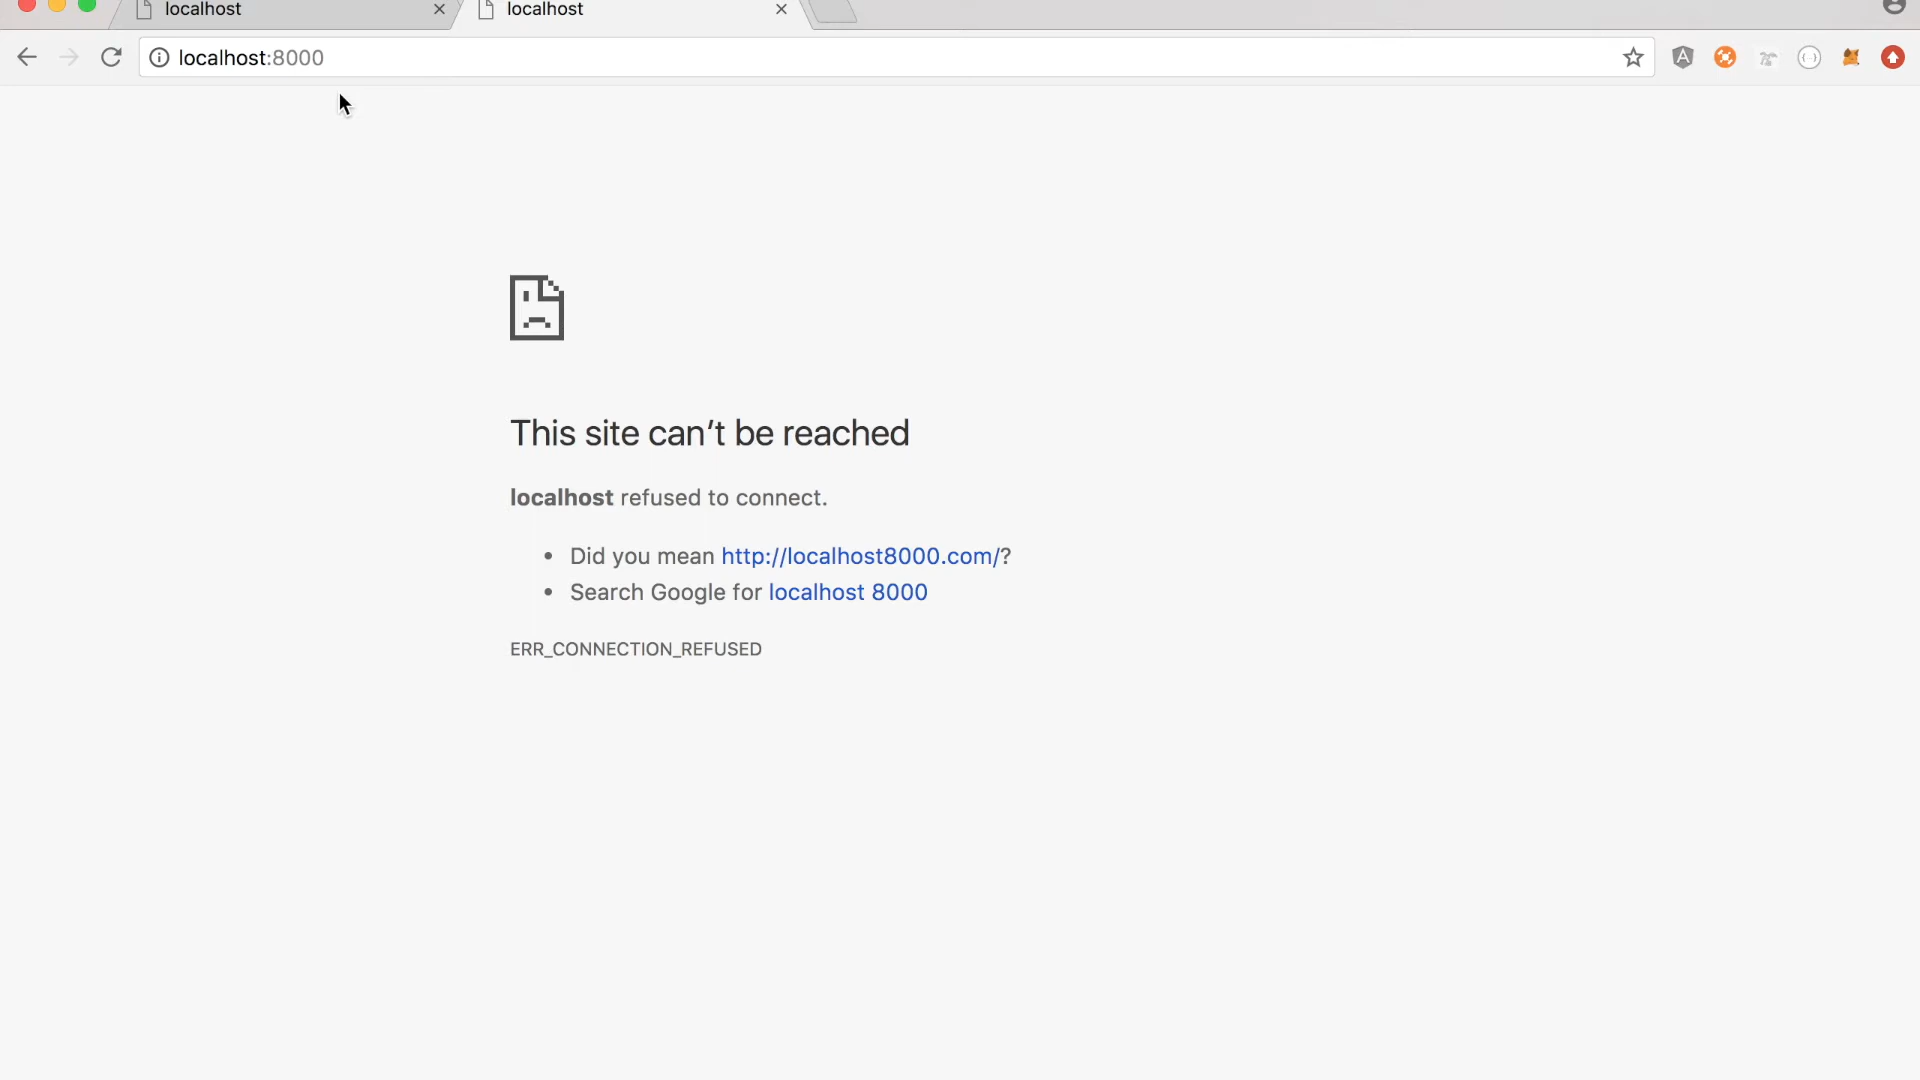 localhost
localhost
localhost:8000
This site can't be reached
localhost refused to connect.
Did you mean http://localhost8000.com/?
Search Google for localhost 8000
ERR_CONNECTION_REFUSED